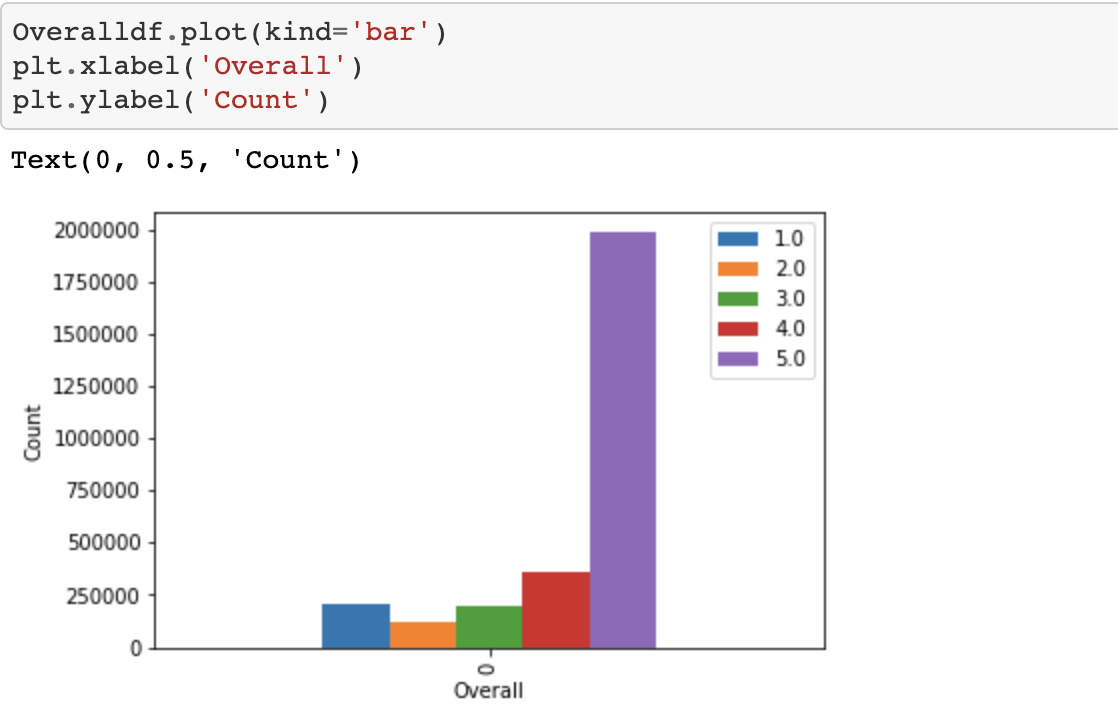 Overalldf.plot(kind='bar')
plt.xlabel('Overall')
plt.ylabel('Count')
Text(0, 0.5, 'Count')
2000000
1750000
1500000
1250000
1000000
750000
500000
250000
0
Count
1.0
2.0
3.0
4.0
5.0
0
Overall